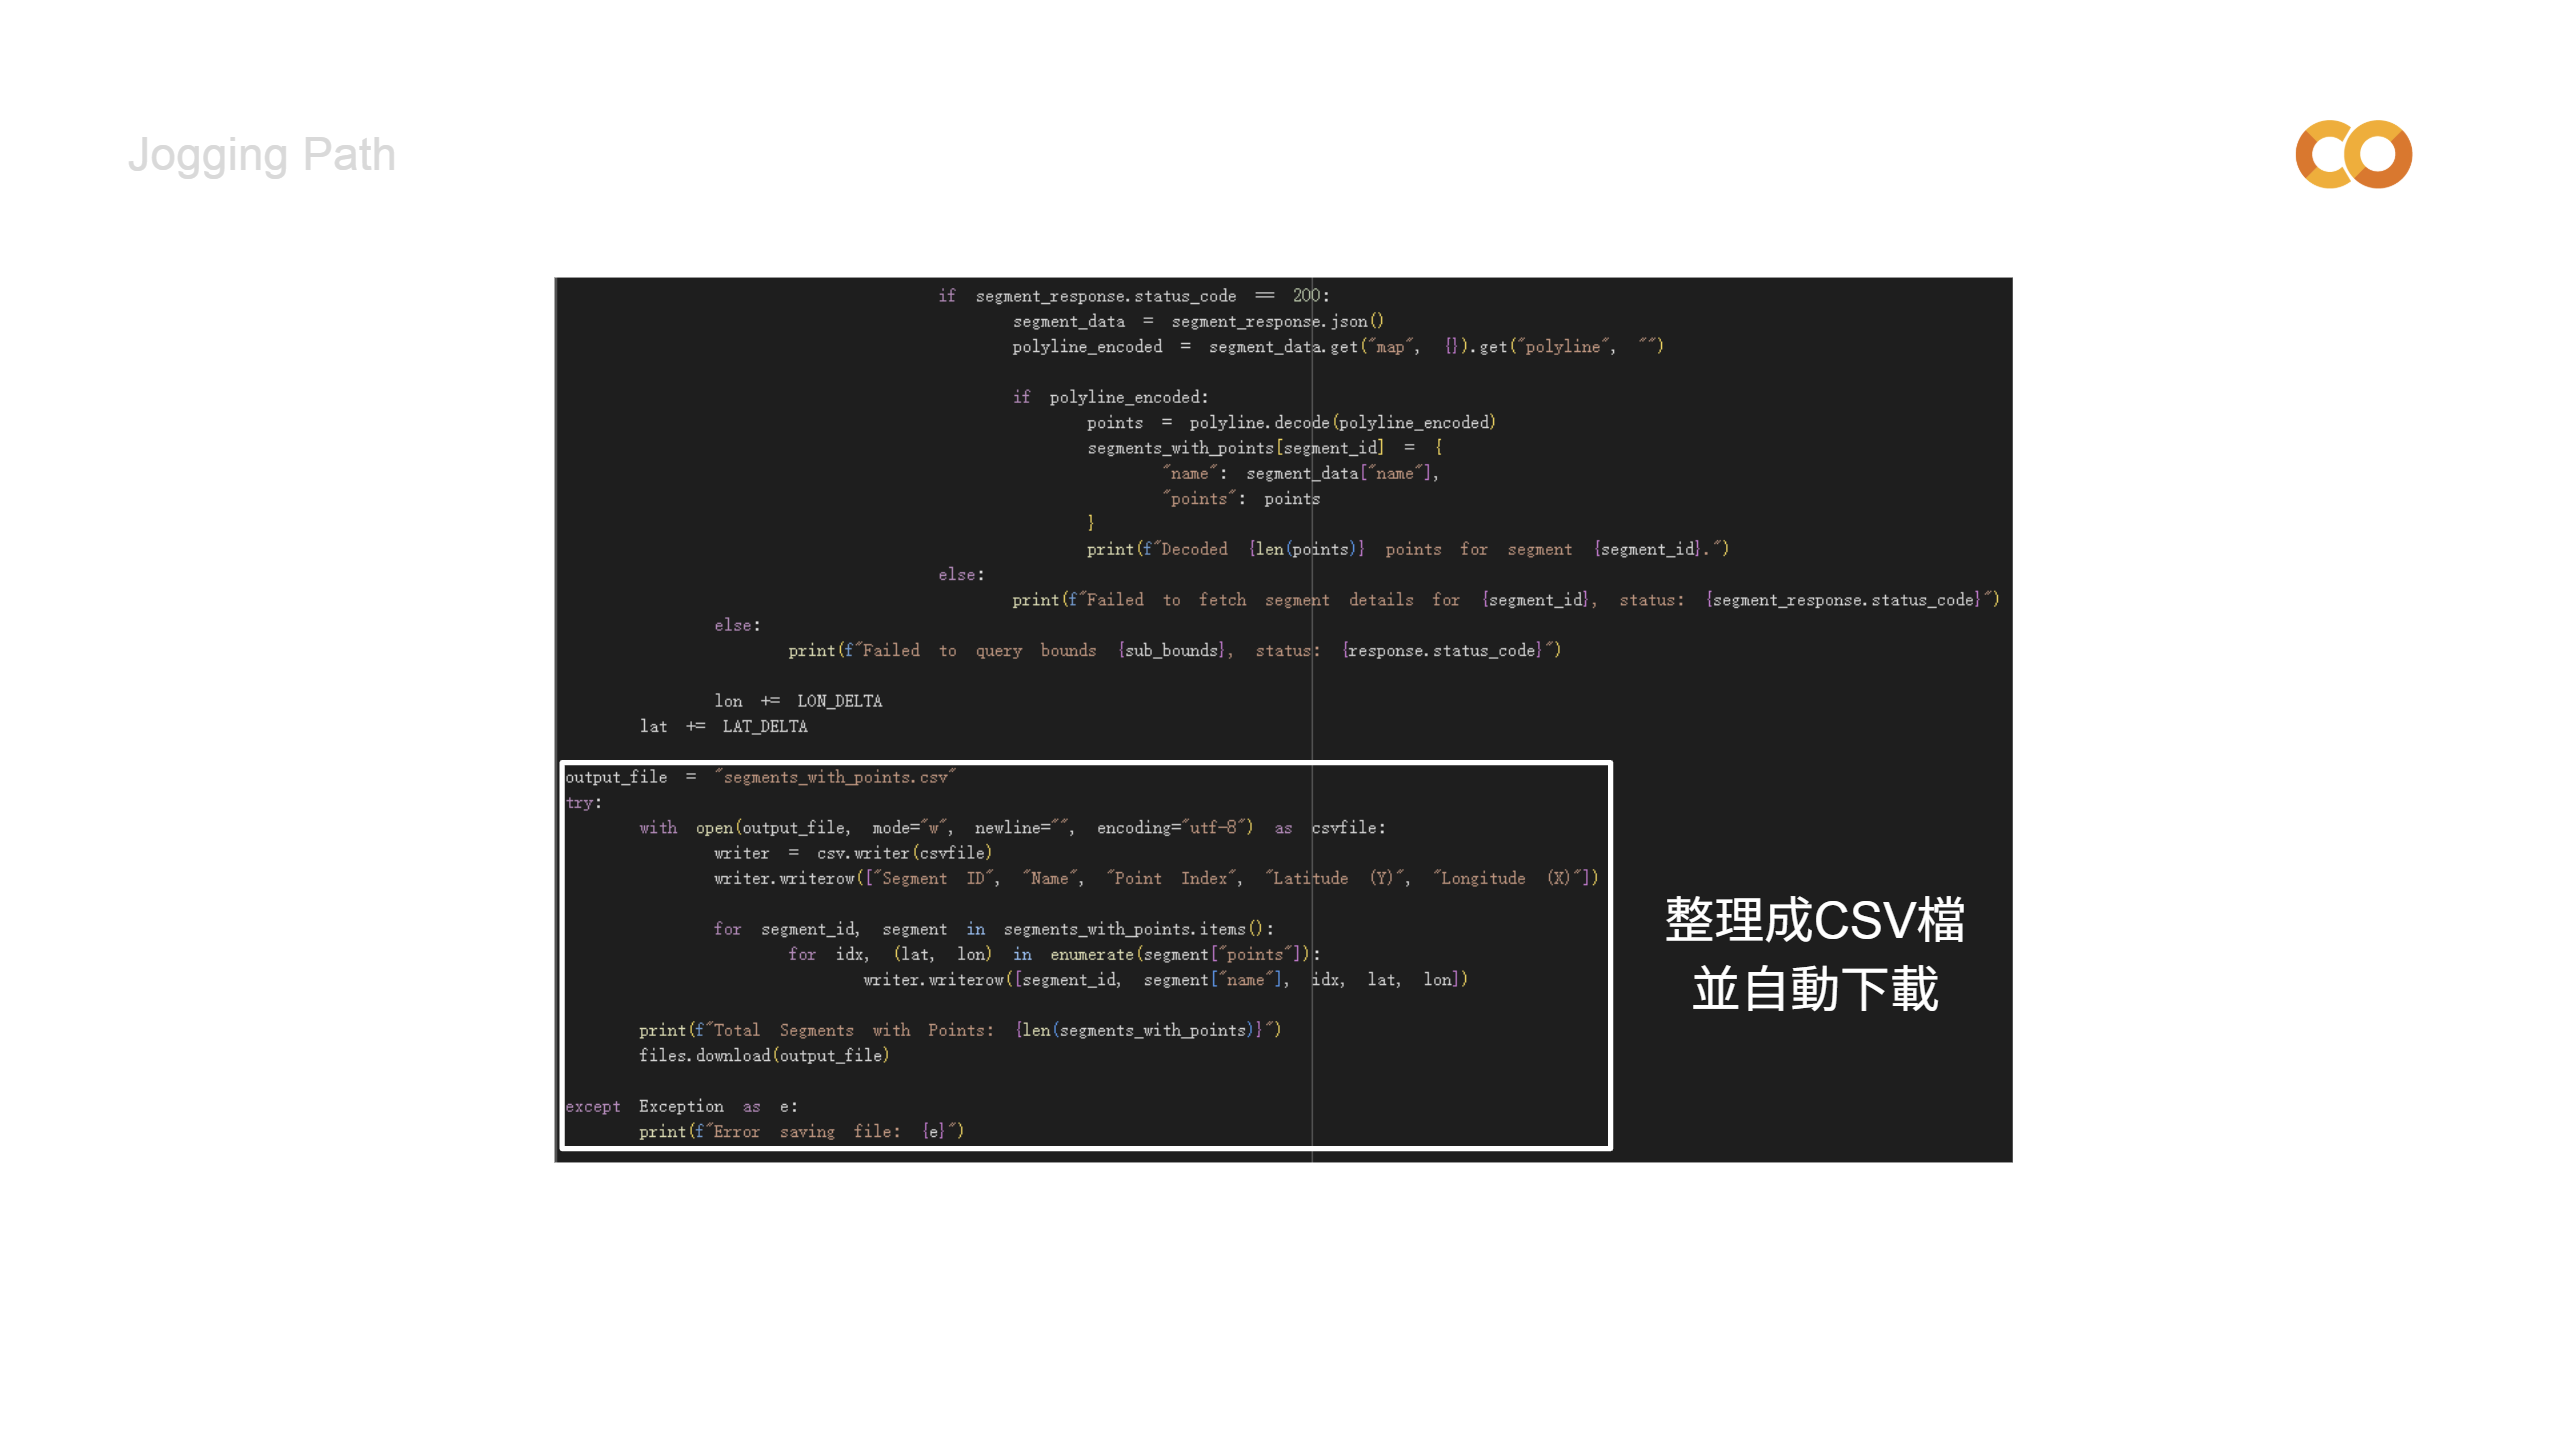 Jogging Path
if segment_response.status_code == 200:
segment_data = segment_response.json()
polyline_encoded = segment_data.get("map", {}).get("polyline", "")
if polyline_encoded:
points = polyline.decode(polyline_encoded)
segments_with_points[segment_id] = {
"name": segment_data["name"],
"points": points
}
print(f"Decoded {len(points)} points for segment {segment_id}.")
else:
print(f"Failed to fetch segment details for {segment_id}, status: {segment_response.status_code}")
else:
print(f"Failed to query bounds {sub_bounds}, status: {response.status_code}")
lon += LON_DELTA
lat += LAT_DELTA
output_file = "segments_with_points.csv"
try:
with open(output_file, mode="w", newline="", encoding="utf-8") as csvfile:
writer = csv.writer(csvfile)
writer.writerow(["Segment ID", "Name", "Point Index", "Latitude (Y)", "Longitude (X)"])
for segment_id, segment in segments_with_points.items():
for idx, (lat, lon) in enumerate(segment["points"]):
writer.writerow([segment_id, segment["name"], idx, lat, lon])
print(f"Total Segments with Points: {len(segments_with_points)}")
files.download(output_file)
except Exception as e:
print(f"Error saving file: {e}")
整理成CSV檔
並自動下載